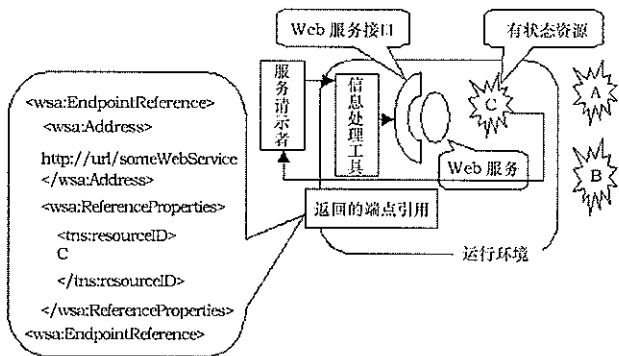 Web 服务接口
有状态资源
服务请示者
信息处理工具
C
A
B
Web 服务
返回的端点引用
运行环境
<wsa:EndpointReference>
<wsa:Address>
http://url/someWebService
</wsa:Address>
<wsa:ReferenceProperties>
<tns:resourceID>
C
</tns:resourceID>
</wsa:ReferenceProperties>
<wsa:EndpointReference>